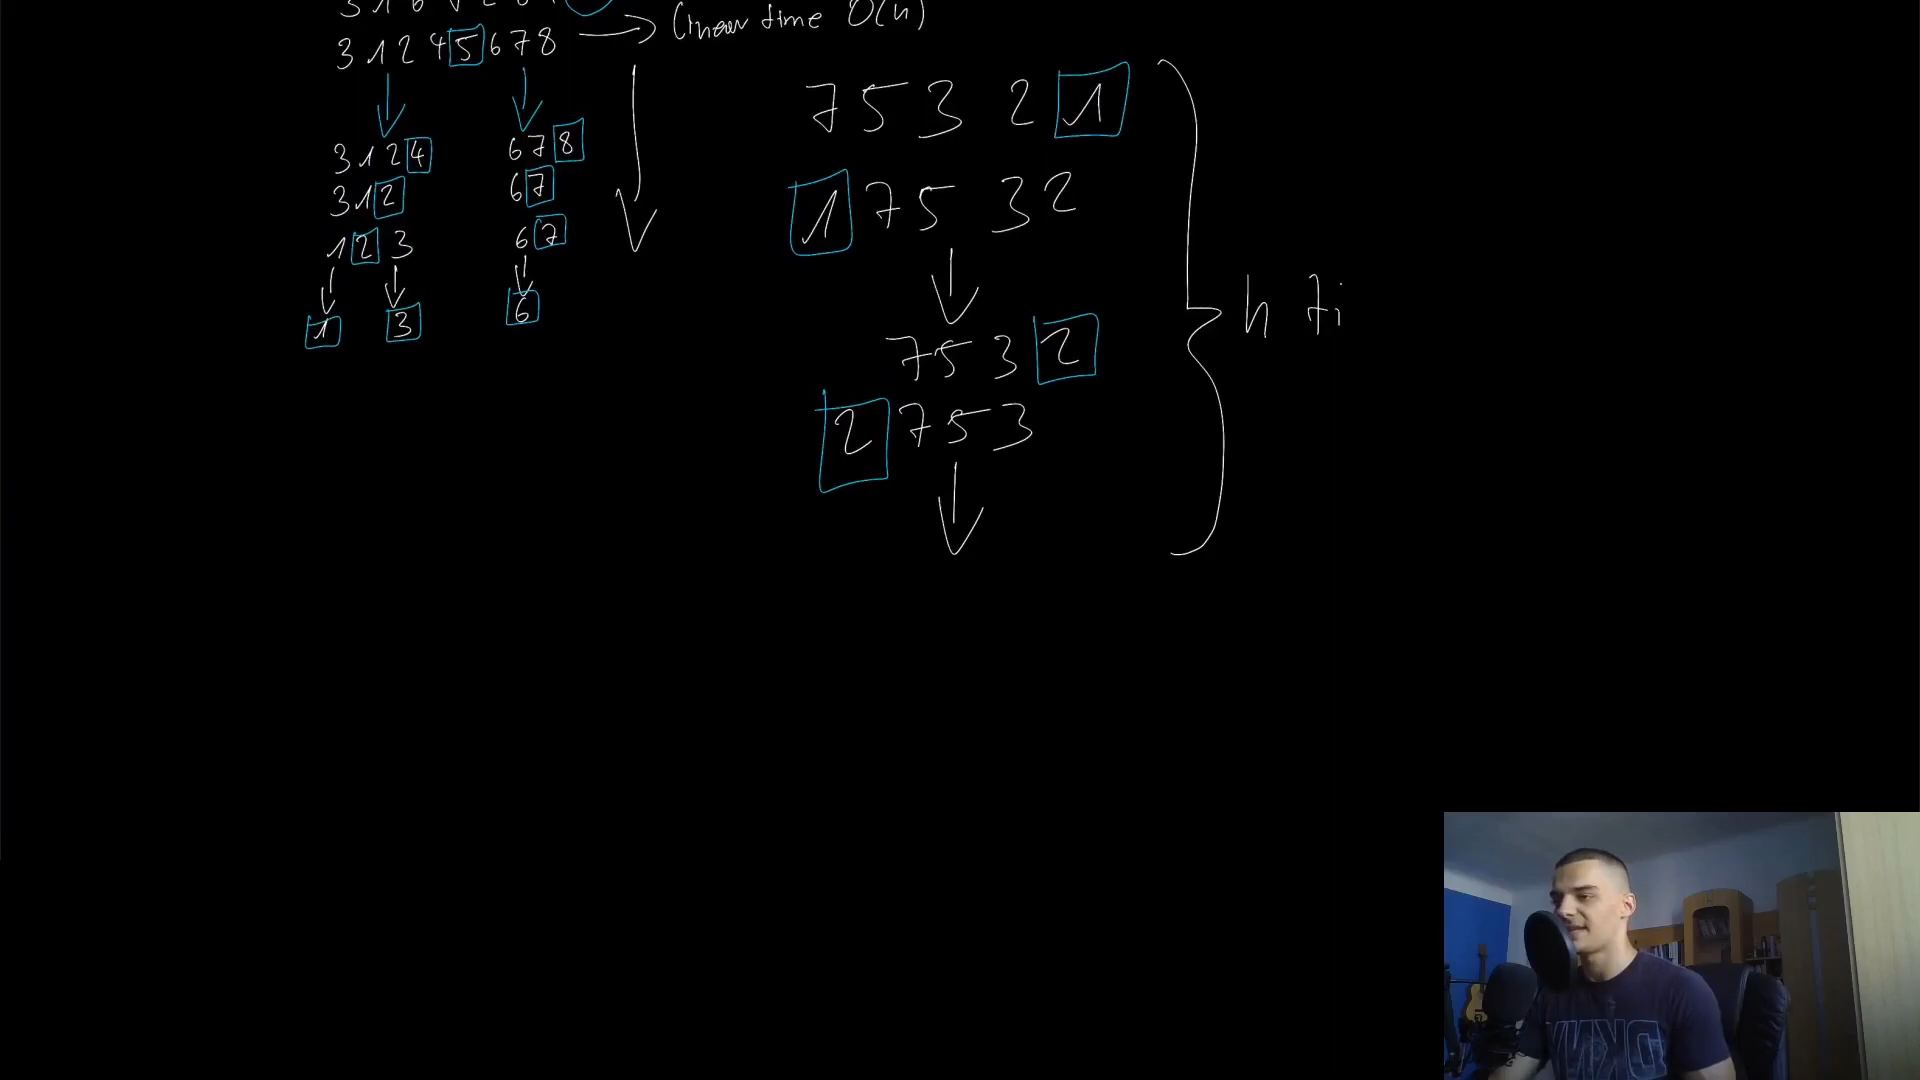 3 1 2 4 5 6 7 8 → linear time O(n)
3 1 2 4
3 1 2
1 2 3
1 3
6 7 8
6 7
6 7
6
7 5 3 2 1
1 7 5 3 2
7 5 3 2
2 7 5 3
n ti
DKNY